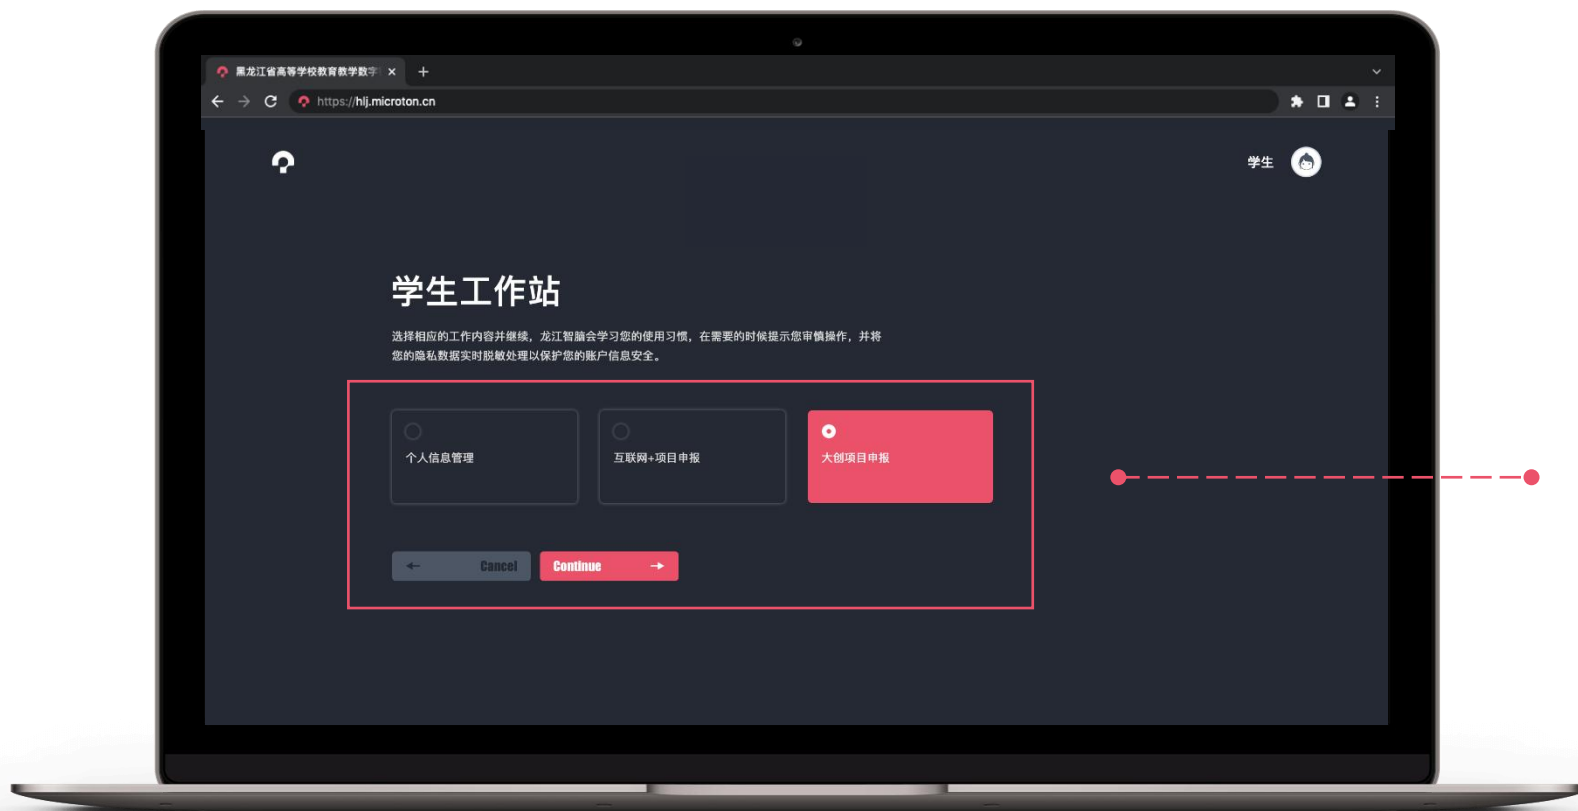 黑龙江省高等学校教育教学数字
https://hlj.microton.cn
学生
学生工作站
选择相应的工作内容并继续，龙江智脑会学习您的使用习惯，在需要的时候提示您审慎操作，并将
您的隐私数据实时脱敏处理以保护您的账户信息安全。
个人信息管理
互联网+项目申报
大创项目申报
Cancel
Continue